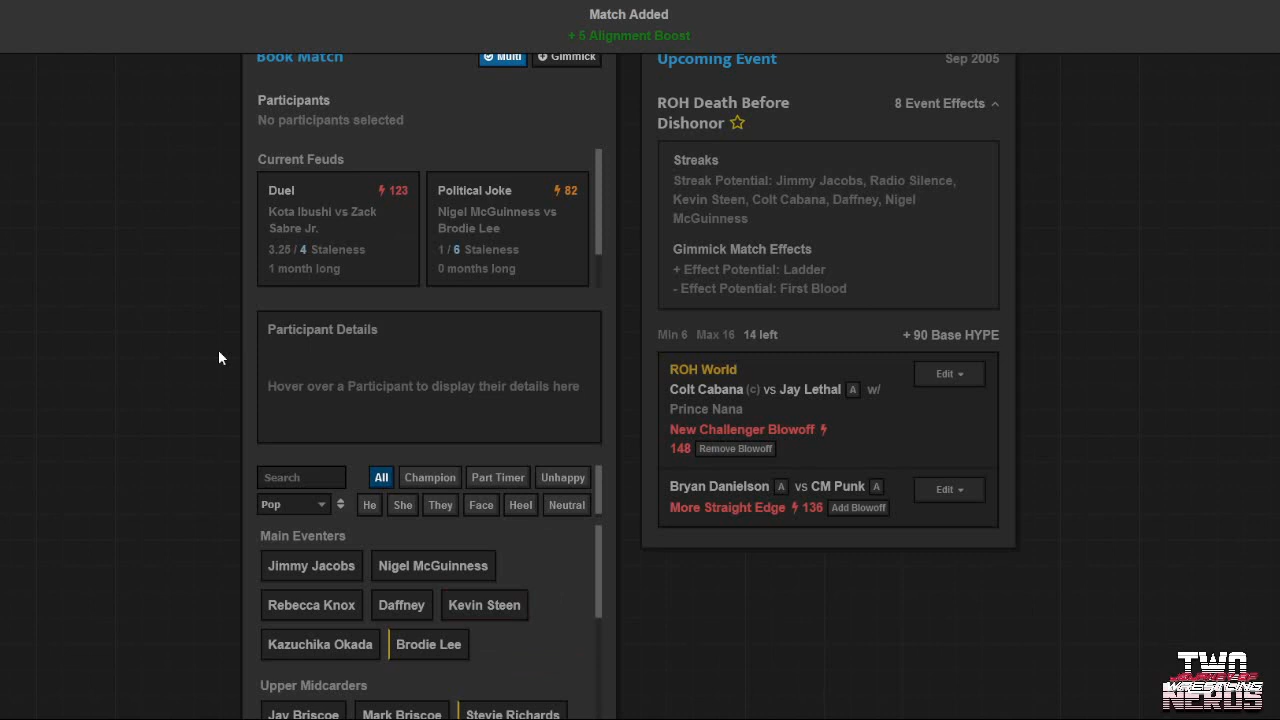 Match Added
+ 5 Alignment Boost
Book Match
Multi
Gimmick
Participants
No participants selected
Current Feuds
Duel
123
Kota Ibushi vs Zack
Sabre Jr.
3.25 / 4 Staleness
1 month long
Political Joke
82
Nigel McGuinness vs
Brodie Lee
1 / 6 Staleness
0 months long
Participant Details
Hover over a Participant to display their details here
Search
All
Champion
Part Timer
Unhappy
Pop
He
She
They
Face
Heel
Neutral
Main Eventers
Jimmy Jacobs
Nigel McGuinness
Rebecca Knox
Daffney
Kevin Steen
Kazuchika Okada
Brodie Lee
Upper Midcarders
Jay Briscoe
Mark Briscoe
Stevie Richards
Upcoming Event
Sep 2005
ROH Death Before
Dishonor
8 Event Effects
Streaks
Streak Potential: Jimmy Jacobs, Radio Silence,
Kevin Steen, Colt Cabana, Daffney, Nigel
McGuinness
Gimmick Match Effects
+ Effect Potential: Ladder
- Effect Potential: First Blood
Min 6 Max 16 14 left
+ 90 Base HYPE
ROH World
Colt Cabana (c) vs Jay Lethal A w/
Prince Nana
New Challenger Blowoff
148 Remove Blowoff
Edit
Bryan Danielson A vs CM Punk A
More Straight Edge 136 Add Blowoff
Edit
TWO
WRESTLING
NERDS